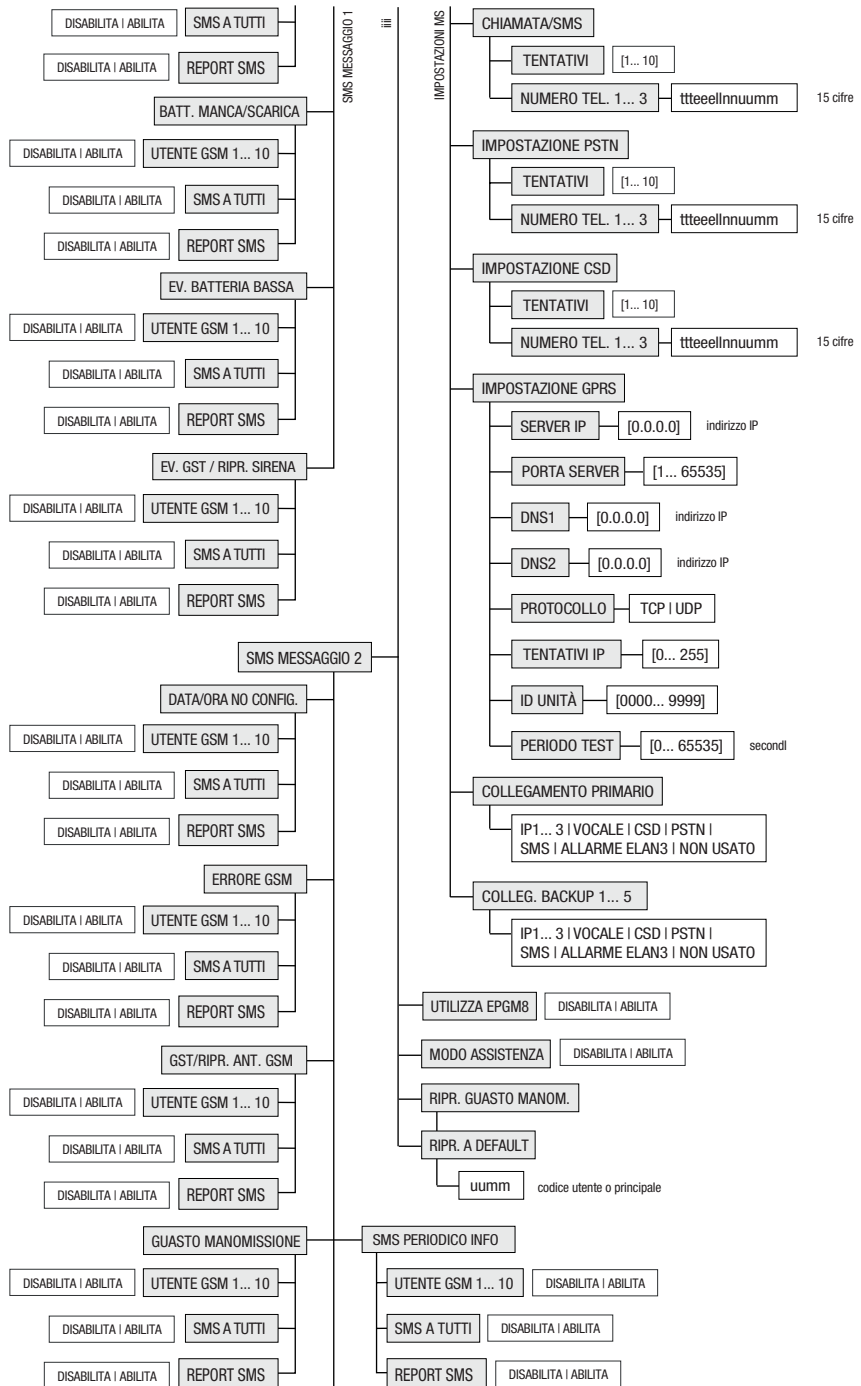 DISABILITA | ABILITA SMS A TUTTI
DISABILITA | ABILITA REPORT SMS
BATT. MANCA/SCARICA
DISABILITA | ABILITA UTENTE GSM 1... 10
DISABILITA | ABILITA SMS A TUTTI
DISABILITA | ABILITA REPORT SMS
EV. BATTERIA BASSA
DISABILITA | ABILITA UTENTE GSM 1... 10
DISABILITA | ABILITA SMS A TUTTI
DISABILITA | ABILITA REPORT SMS
EV. GST / RIPR. SIRENA
DISABILITA | ABILITA UTENTE GSM 1... 10
DISABILITA | ABILITA SMS A TUTTI
DISABILITA | ABILITA REPORT SMS
SMS MESSAGGIO 1
iiii
SMS MESSAGGIO 2
DATA/ORA NO CONFIG.
DISABILITA | ABILITA UTENTE GSM 1... 10
DISABILITA | ABILITA SMS A TUTTI
DISABILITA | ABILITA REPORT SMS
ERRORE GSM
DISABILITA | ABILITA UTENTE GSM 1... 10
DISABILITA | ABILITA SMS A TUTTI
DISABILITA | ABILITA REPORT SMS
GST/RIPR. ANT. GSM
DISABILITA | ABILITA UTENTE GSM 1... 10
DISABILITA | ABILITA SMS A TUTTI
DISABILITA | ABILITA REPORT SMS
GUASTO MANOMISSIONE
DISABILITA | ABILITA UTENTE GSM 1... 10
DISABILITA | ABILITA SMS A TUTTI
DISABILITA | ABILITA REPORT SMS
IMPOSTAZIONI MS
CHIAMATA/SMS
TENTATIVI [1... 10]
NUMERO TEL. 1... 3 ttteeellnnuumm 15 cifre
IMPOSTAZIONE PSTN
TENTATIVI [1... 10]
NUMERO TEL. 1... 3 ttteeellnnuumm 15 cifre
IMPOSTAZIONE CSD
TENTATIVI [1... 10]
NUMERO TEL. 1... 3 ttteeellnnuumm 15 cifre
IMPOSTAZIONE GPRS
SERVER IP [0.0.0.0] indirizzo IP
PORTA SERVER [1... 65535]
DNS1 [0.0.0.0] indirizzo IP
DNS2 [0.0.0.0] indirizzo IP
PROTOCOLLO TCP | UDP
TENTATIVI IP [0... 255]
ID UNITÀ [0000... 9999]
PERIODO TEST [0... 65535] secondI
COLLEGAMENTO PRIMARIO
IP1... 3 | VOCALE | CSD | PSTN |
SMS | ALLARME ELAN3 | NON USATO
COLLEG. BACKUP 1... 5
IP1... 3 | VOCALE | CSD | PSTN |
SMS | ALLARME ELAN3 | NON USATO
UTILIZZA EPGM8 DISABILITA | ABILITA
MODO ASSISTENZA DISABILITA | ABILITA
RIPR. GUASTO MANOM.
RIPR. A DEFAULT
uumm codice utente o principale
SMS PERIODICO INFO
UTENTE GSM 1... 10 DISABILITA | ABILITA
SMS A TUTTI DISABILITA | ABILITA
REPORT SMS DISABILITA | ABILITA